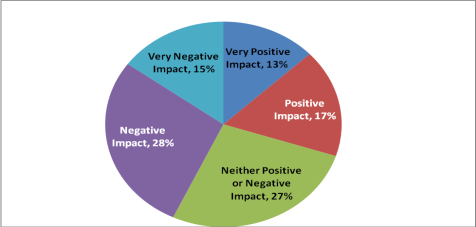 Very Positive
Impact, 13%
Positive
Impact, 17%
Neither Positive
or Negative
Impact, 27%
Negative
Impact, 28%
Very Negative
Impact, 15%